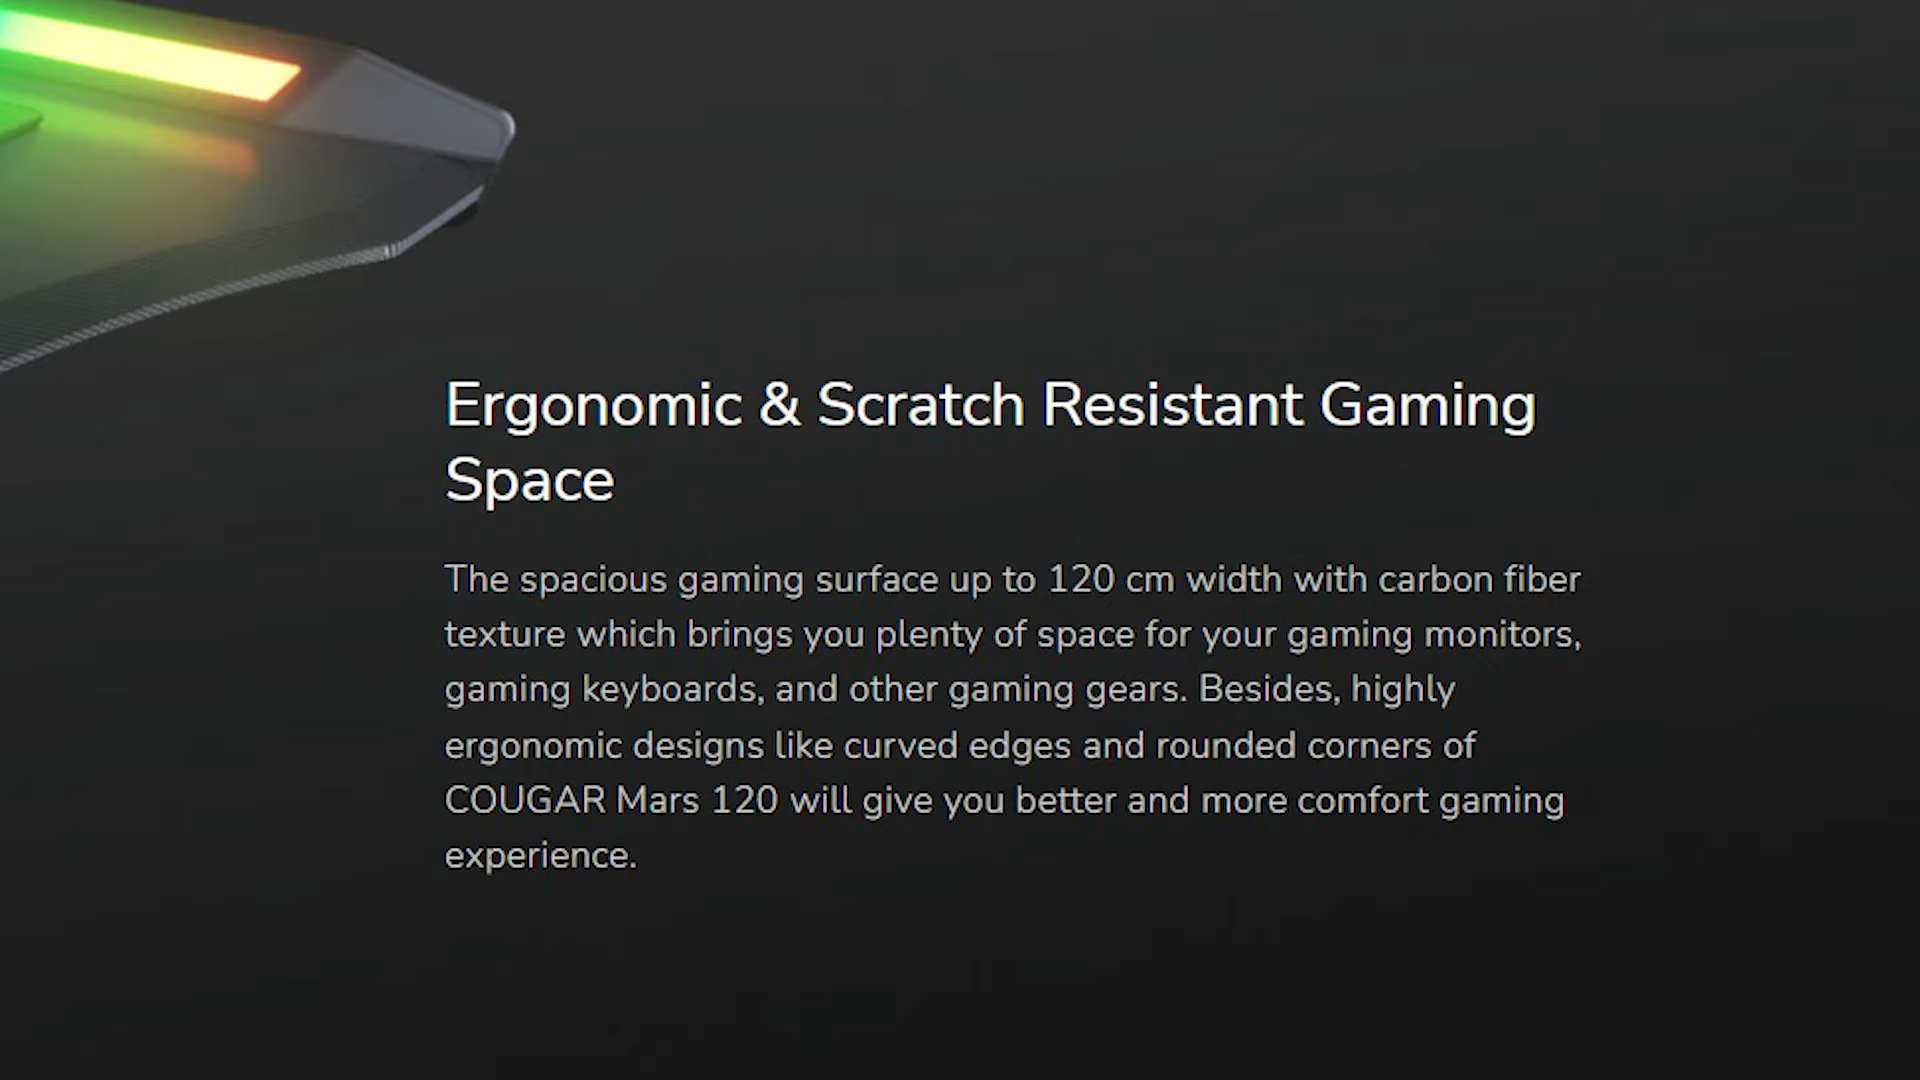 Ergonomic & Scratch Resistant Gaming
Space
The spacious gaming surface up to 120 cm width with carbon fiber
texture which brings you plenty of space for your gaming monitors,
gaming keyboards, and other gaming gears. Besides, highly
ergonomic designs like curved edges and rounded corners of
COUGAR Mars 120 will give you better and more comfort gaming
experience.